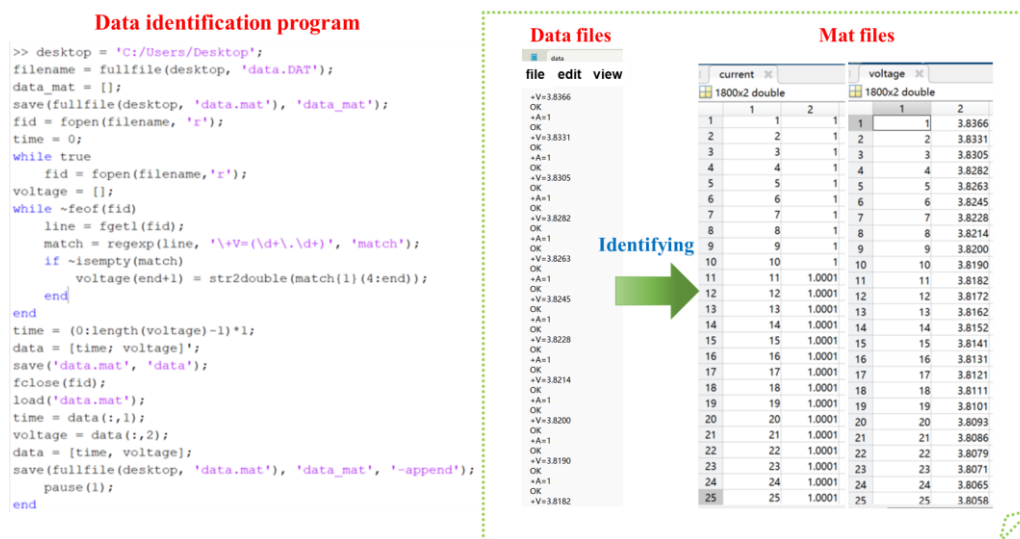 Data identification program
>> desktop = 'C:/Users/Desktop';
filename = fullfile(desktop, 'data.DAT');
data_mat = [];
save(fullfile(desktop, 'data.mat'), 'data_mat');
fid = fopen(filename, 'r');
time = 0;
while true
    fid = fopen(filename,'r');
voltage = [];
while ~feof(fid)
    line = fgetl(fid);
    match = regexp(line, '\+V=(\d+\.\d+)', 'match');
    if ~isempty(match)
        voltage(end+1) = str2double(match{1}(4:end));
    end
end
time = (0:length(voltage)-1)*1;
data = [time; voltage]';
save('data.mat', 'data');
fclose(fid);
load('data.mat');
time = data(:,1);
voltage = data(:,2);
data = [time, voltage];
save(fullfile(desktop, 'data.mat'), 'data_mat', '-append');
    pause(1);
end
Data files
data
file edit view
+V=3.8366
OK
+A=1
OK
+V=3.8331
OK
+A=1
OK
+V=3.8305
OK
+A=1
OK
+V=3.8282
OK
+A=1
OK
+V=3.8263
OK
+A=1
OK
+V=3.8245
OK
+A=1
OK
+V=3.8228
OK
+A=1
OK
+V=3.8214
OK
+A=1
OK
+V=3.8200
OK
+A=1
OK
+V=3.8190
OK
+A=1
OK
+V=3.8182
Identifying
Mat files
current
1800x2 double
1 2
1 1 1
2 2 1
3 3 1
4 4 1
5 5 1
6 6 1
7 7 1
8 8 1
9 9 1
10 10 1
11 11 1.0001
12 12 1.0001
13 13 1.0001
14 14 1.0001
15 15 1.0001
16 16 1.0001
17 17 1.0001
18 18 1.0001
19 19 1.0001
20 20 1.0001
21 21 1.0001
22 22 1.0001
23 23 1.0001
24 24 1.0001
25 25 1.0001
voltage
1800x2 double
1 2
1 1 3.8366
2 2 3.8331
3 3 3.8305
4 4 3.8282
5 5 3.8263
6 6 3.8245
7 7 3.8228
8 8 3.8214
9 9 3.8200
10 10 3.8190
11 11 3.8182
12 12 3.8172
13 13 3.8162
14 14 3.8152
15 15 3.8141
16 16 3.8131
17 17 3.8121
18 18 3.8111
19 19 3.8101
20 20 3.8093
21 21 3.8086
22 22 3.8079
23 23 3.8071
24 24 3.8065
25 25 3.8058